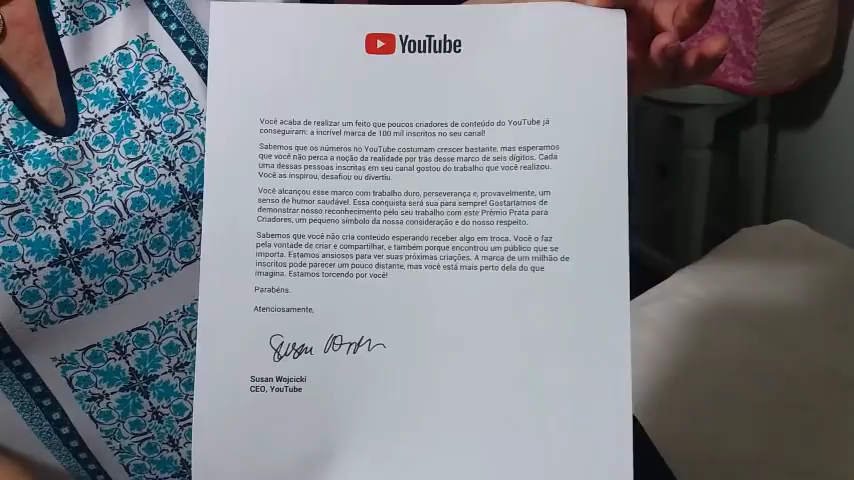 YouTube
Você acaba de realizar um feito que poucos criadores de conteúdo do YouTube já
conseguiram: a incrível marca de 100 mil inscritos no seu canal!
Sabemos que os números no YouTube costumam crescer bastante, mas esperamos
que você não perca a noção da realidade por trás desse marco de seis dígitos. Cada
uma dessas pessoas inscritas em seu canal gostou do trabalho que você realizou.
Você as inspirou, desafiou ou divertiu.
Você alcançou esse marco com trabalho duro, perseverança e, provavelmente, um
senso de humor saudável. Essa conquista será sua para sempre! Gostaríamos de
demonstrar nosso reconhecimento pelo seu trabalho com este Prêmio Prata para
Criadores, um pequeno símbolo da nossa consideração e do nosso respeito.
Sabemos que você não cria conteúdo esperando receber algo em troca. Você o faz
pela vontade de criar e compartilhar, e também porque encontrou um público que se
importa. Estamos ansiosos para ver suas próximas criações. A marca de um milhão de
inscritos pode parecer um pouco distante, mas você está mais perto dela do que
imagina. Estamos torcendo por você!
Parabéns.
Atenciosamente,
Susan Wojcicki
CEO, YouTube